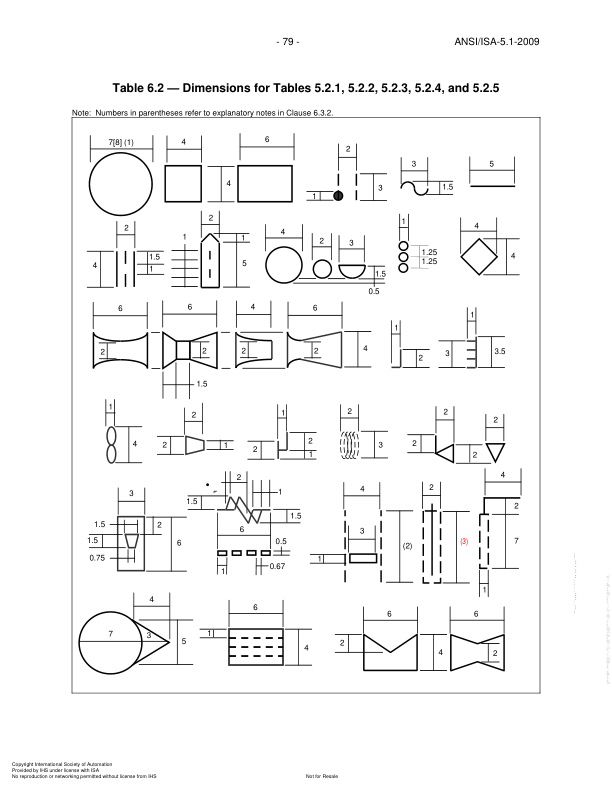 - 79 - ANSI/ISA-5.1-2009
Table 6.2 — Dimensions for Tables 5.2.1, 5.2.2, 5.2.3, 5.2.4, and 5.2.5
Note: Numbers in parentheses refer to explanatory notes in Clause 6.3.2.
7[8] (1) 4 6 2 3 5
4 1 3 1.5
2 1 2 1 4 2 3 1 4
4 1.5 1 5 1.5 0.5 1.25 1.25 4
6 6 4 6 1 1
2 2 2 2 4 2 3 3.5
1.5
1 2 1 2 2 2
4 2 1 2 2 1 3 2 2
3 2 1 4 2 4
1.5 2 1.5 1.5 2
1.5 6 6 0.5 3 (2) (3) 7
0.75 1 0.67 1 1
4 6 6 6
7 3 5 1 4 2 4 2
Copyright International Society of Automation
Provided by IHS under license with ISA
No reproduction or networking permitted without license from IHS Not for Resale